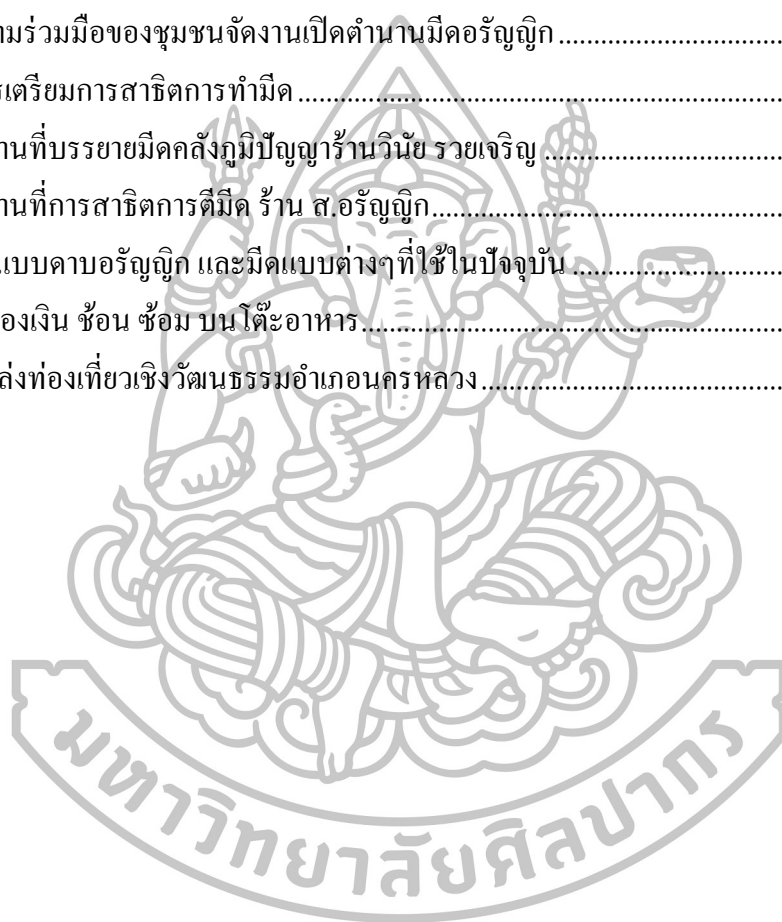 ามร่วมมือของชุมชนจัดงานเปิดตำนานมีดอรัญญิก
รเตรียมการสาธิตการทำมีด
านที่บรรยายมีดคลังภูมิปัญญาร้านวินัย รวยเจริญ
านที่การสาธิตการตีมีด ร้าน ส.อรัญญิก
แบบดาบอรัญญิก และมีดแบบต่างๆที่ใช้ในปัจจุบัน
องเงิน ช้อน ซ้อม บนโต๊ะอาหาร
ล่งท่องเที่ยวเชิงวัฒนธรรมอำเภอนครหลวง
มหาวิทยาลัยศิลปากร